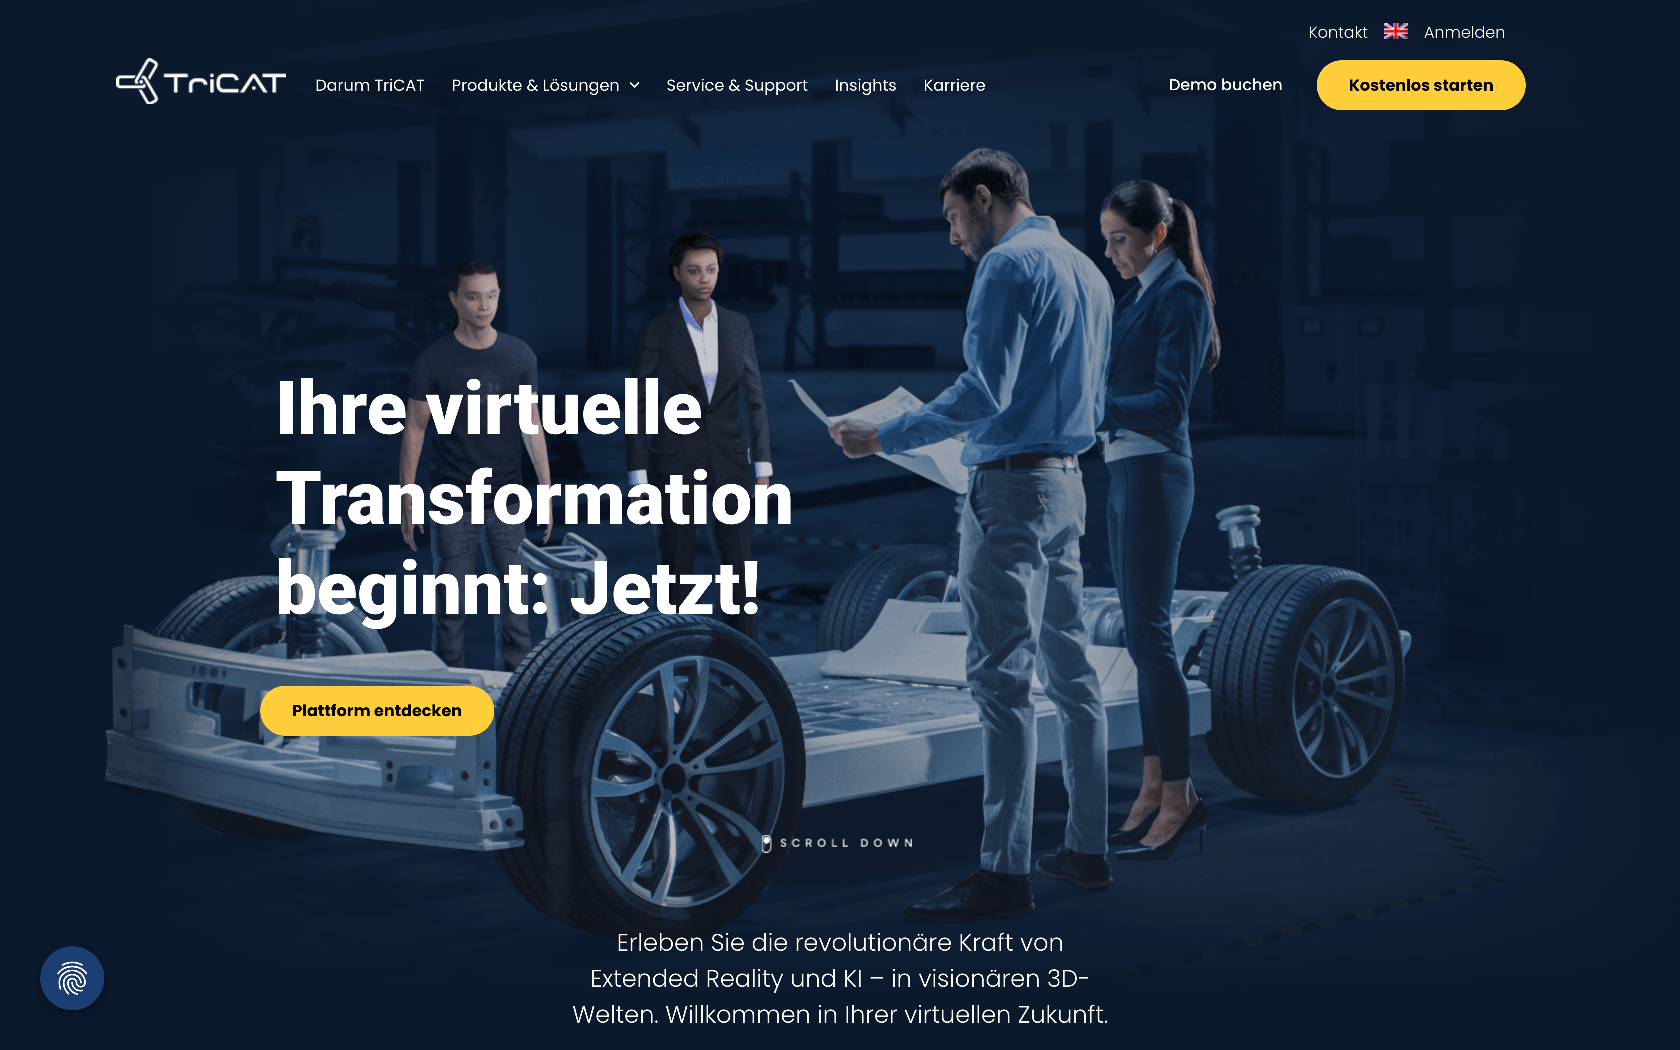 Kontakt Anmelden
TriCAT Darum TriCAT Produkte & Lösungen Service & Support Insights Karriere Demo buchen Kostenlos starten
Ihre virtuelle
Transformation
beginnt: Jetzt!
Plattform entdecken
SCROLL DOWN
Erleben Sie die revolutionäre Kraft von
Extended Reality und KI – in visionären 3D-
Welten. Willkommen in Ihrer virtuellen Zukunft.